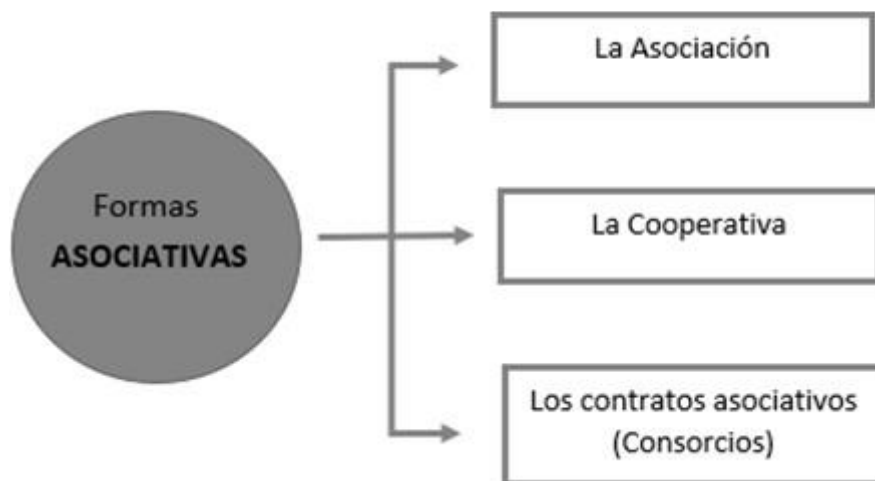 Formas
ASOCIATIVAS
La Asociación
La Cooperativa
Los contratos asociativos
(Consorcios)